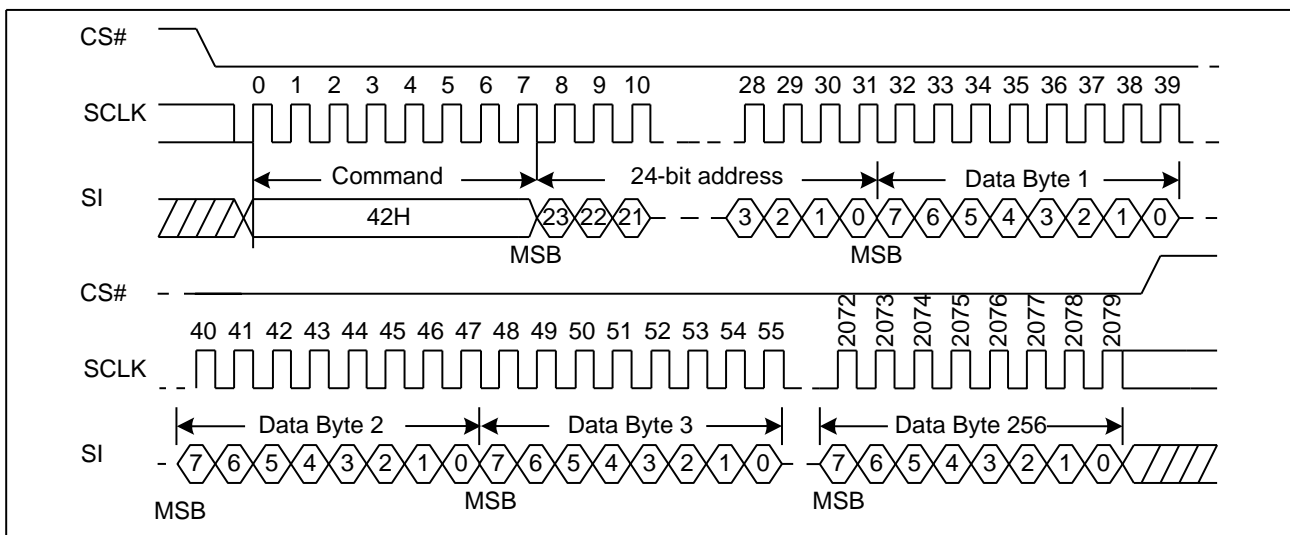 CS#
0 1 2 3 4 5 6 7 8 9 10 28 29 30 31 32 33 34 35 36 37 38 39
SCLK
Command 24-bit address Data Byte 1
SI
42H 23 22 21 3 2 1 0 7 6 5 4 3 2 1 0
MSB MSB
CS#
40 41 42 43 44 45 46 47 48 49 50 51 52 53 54 55 2072 2073 2074 2075 2076 2077 2078 2079
SCLK
Data Byte 2 Data Byte 3 Data Byte 256
SI
7 6 5 4 3 2 1 0 7 6 5 4 3 2 1 0 7 6 5 4 3 2 1 0
MSB MSB MSB